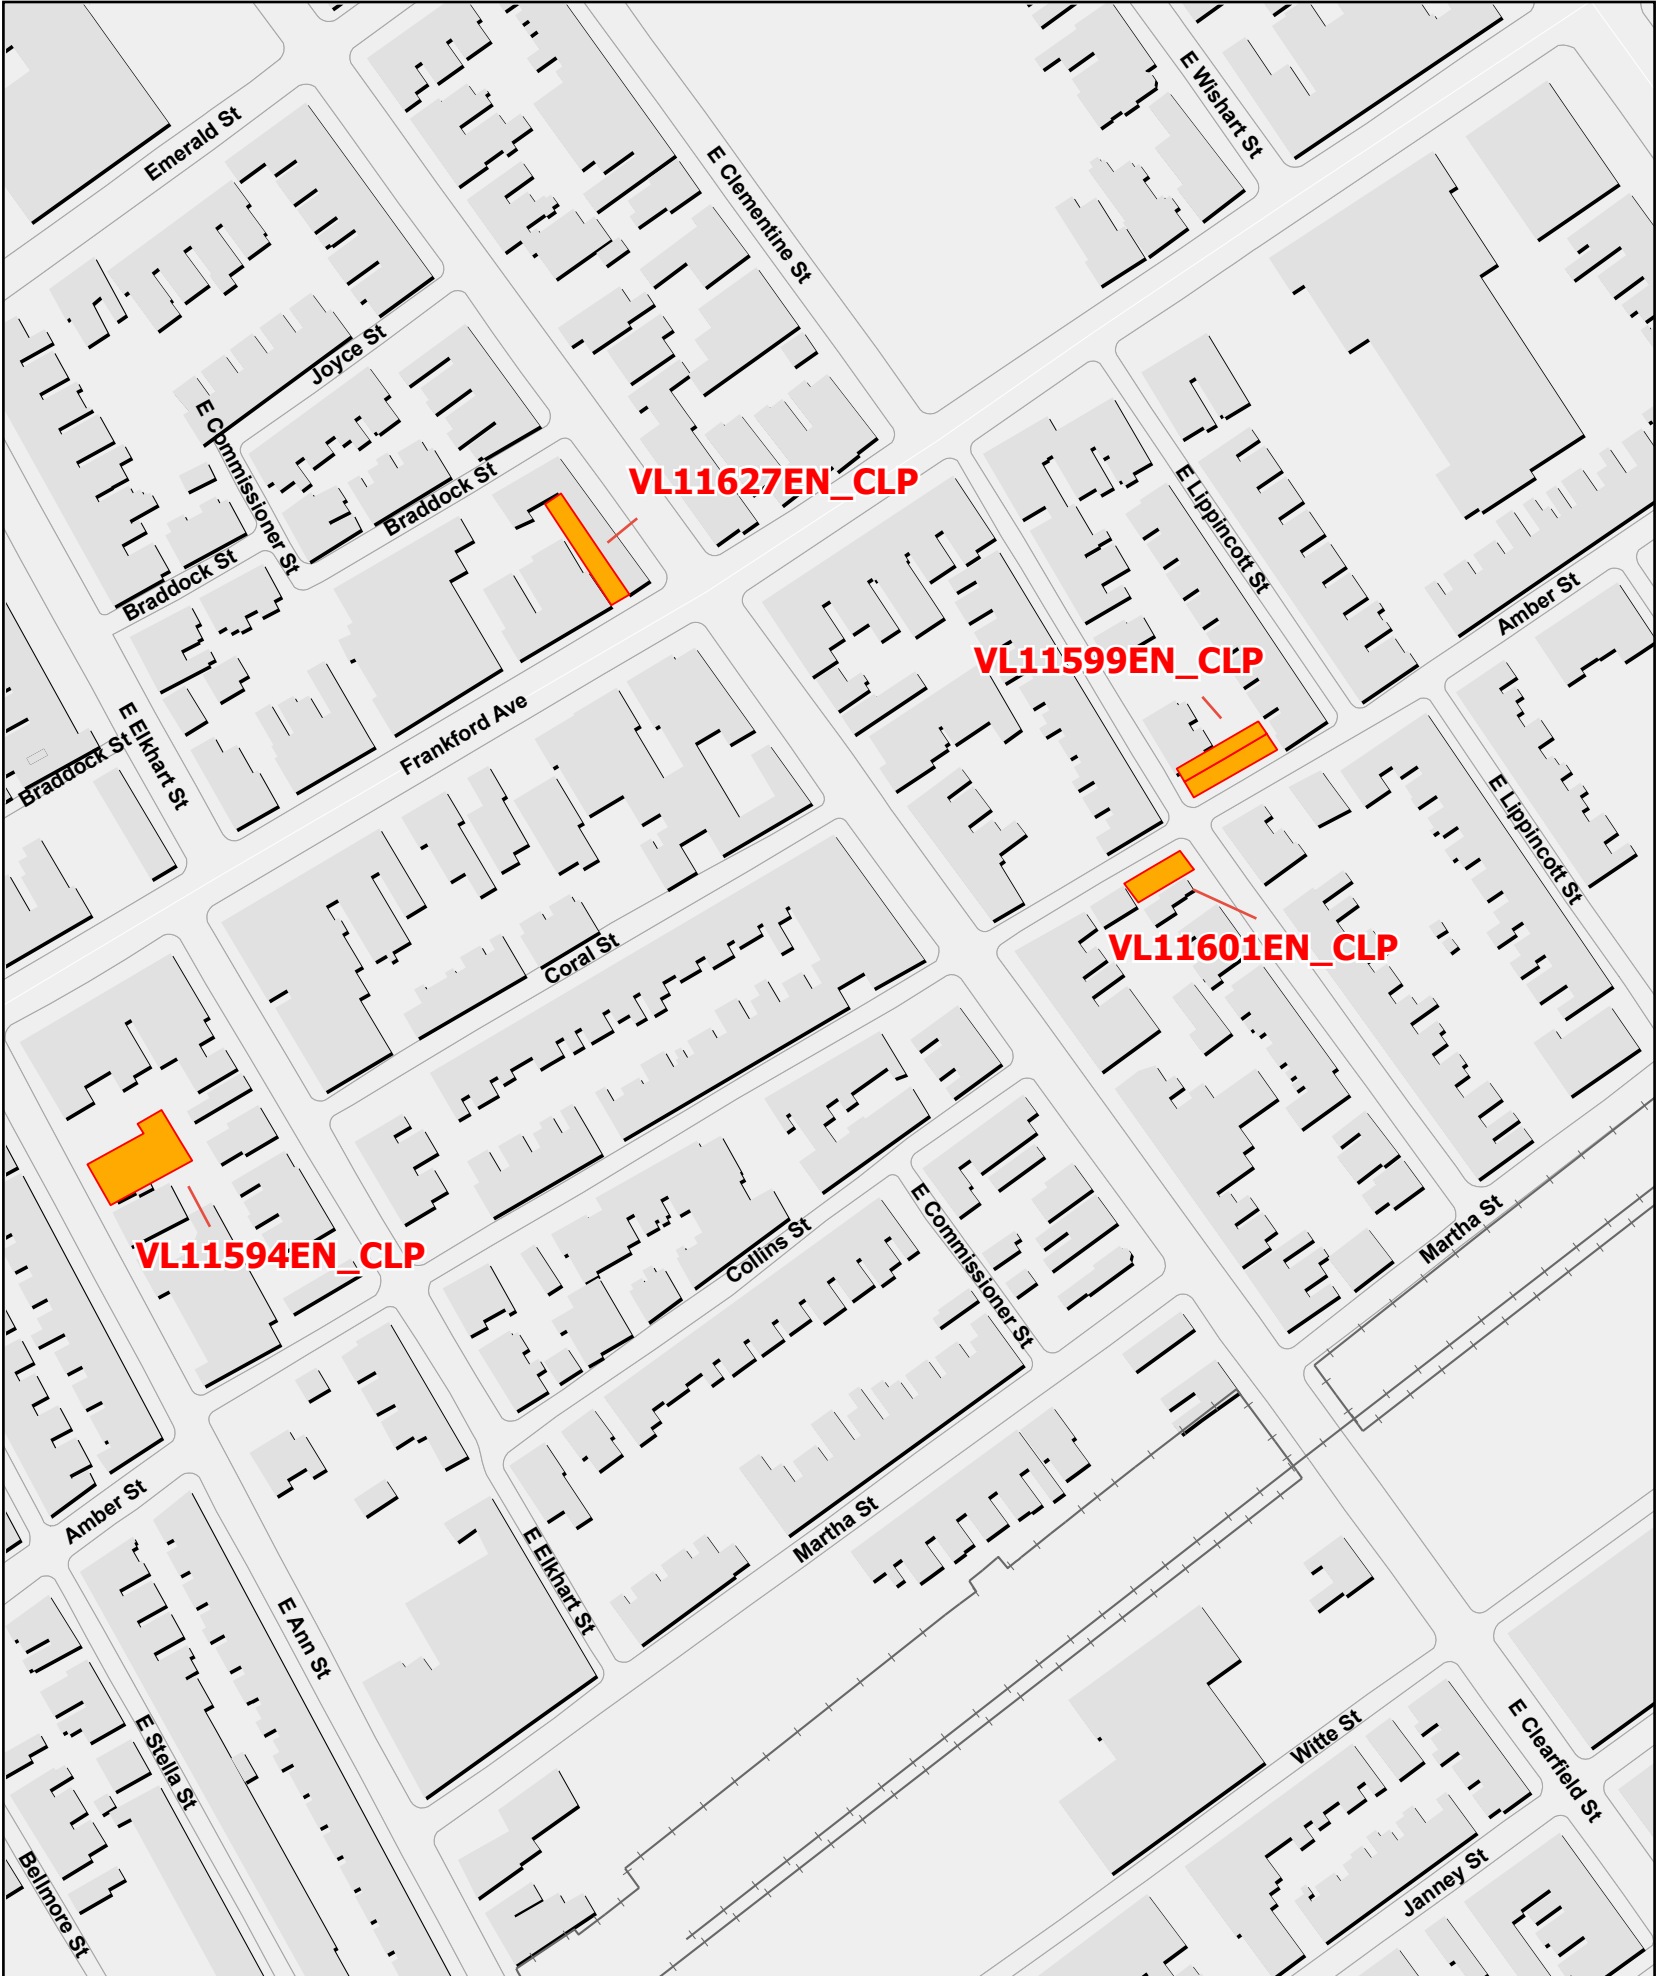 E Wishart St
Emerald St
E Clementine St
Joyce St
E Commissioner St
Braddock St
VL11627EN_CLP
E Lippincott St
Braddock St
Amber St
VL11599EN_CLP
E Elkhart St
Frankford Ave
Braddock St
E Lippincott St
Coral St
VL11601EN_CLP
E Commissioner St
Martha St
VL11594EN_CLP
Collins St
Amber St
Martha St
E Elkhart St
E Ann St
E Stella St
Witte St
E Clearfield St
Bellmore St
Janney St